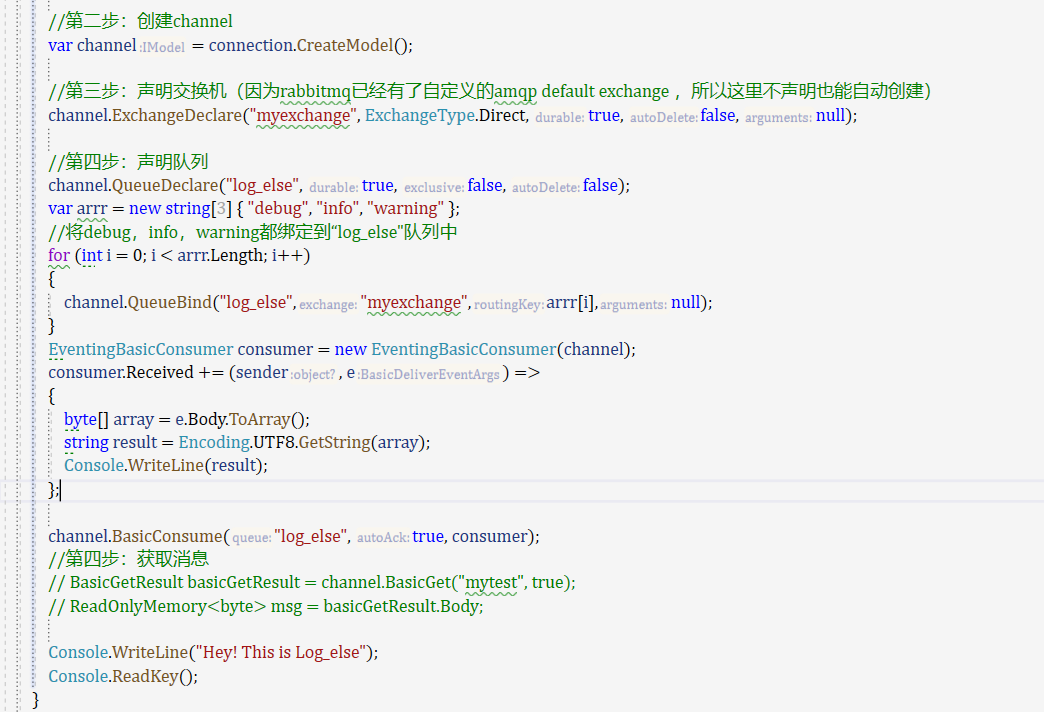 //第二步：创建channel
var channel :IModel = connection.CreateModel();
//第三步：声明交换机（因为rabbitmq已经有了自定义的amqp default exchange ，所以这里不声明也能自动创建）
channel.ExchangeDeclare("myexchange", ExchangeType.Direct, durable: true, autoDelete: false, arguments: null);
//第四步：声明队列
channel.QueueDeclare("log_else", durable: true, exclusive: false, autoDelete: false);
var arrr = new string[3] { "debug", "info", "warning" };
//将debug，info，warning都绑定到“log_else"队列中
for (int i = 0; i < arrr.Length; i++)
{
channel.QueueBind("log_else", exchange: "myexchange", routingKey: arrr[i], arguments: null);
}
EventingBasicConsumer consumer = new EventingBasicConsumer(channel);
consumer.Received += (sender :object? , e :BasicDeliverEventArgs ) =>
{
byte[] array = e.Body.ToArray();
string result = Encoding.UTF8.GetString(array);
Console.WriteLine(result);
};
channel.BasicConsume( queue: "log_else", autoAck: true, consumer);
//第四步：获取消息
// BasicGetResult basicGetResult = channel.BasicGet("mytest", true);
// ReadOnlyMemory<byte> msg = basicGetResult.Body;
Console.WriteLine("Hey! This is Log_else");
Console.ReadKey();
}